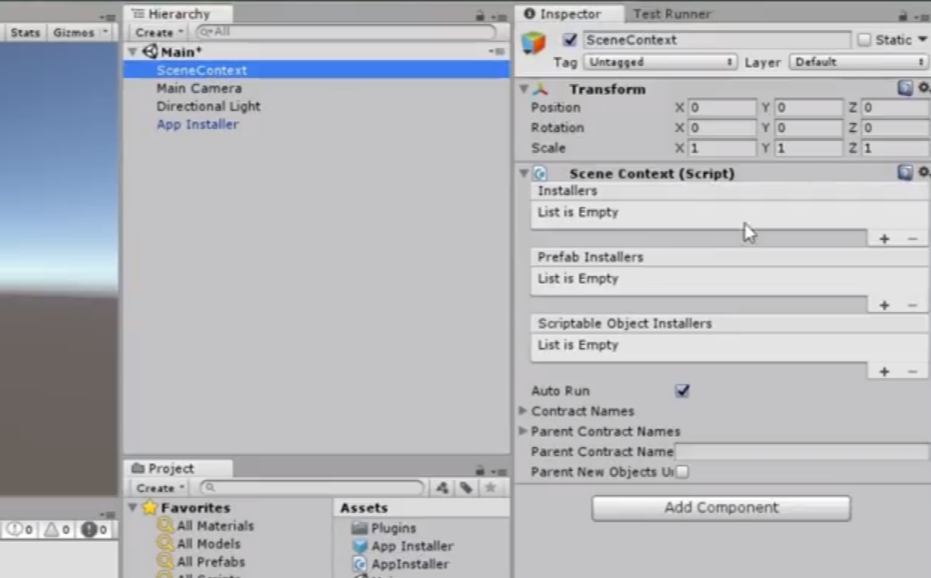 Stats Gizmos
Hierarchy
Create All
Main*
SceneContext
Main Camera
Directional Light
App Installer
Project
Create
Favorites
All Materials
All Models
All Prefabs
Assets
Plugins
App Installer
AppInstaller
0 0 0
Inspector Test Runner
SceneContext Static
Tag Untagged Layer Default
Transform
Position X 0 Y 0 Z 0
Rotation X 0 Y 0 Z 0
Scale X 1 Y 1 Z 1
Scene Context (Script)
Installers
List is Empty
+ −
Prefab Installers
List is Empty
+ −
Scriptable Object Installers
List is Empty
+ −
Auto Run
Contract Names
Parent Contract Names
Parent Contract Name
Parent New Objects
Add Component